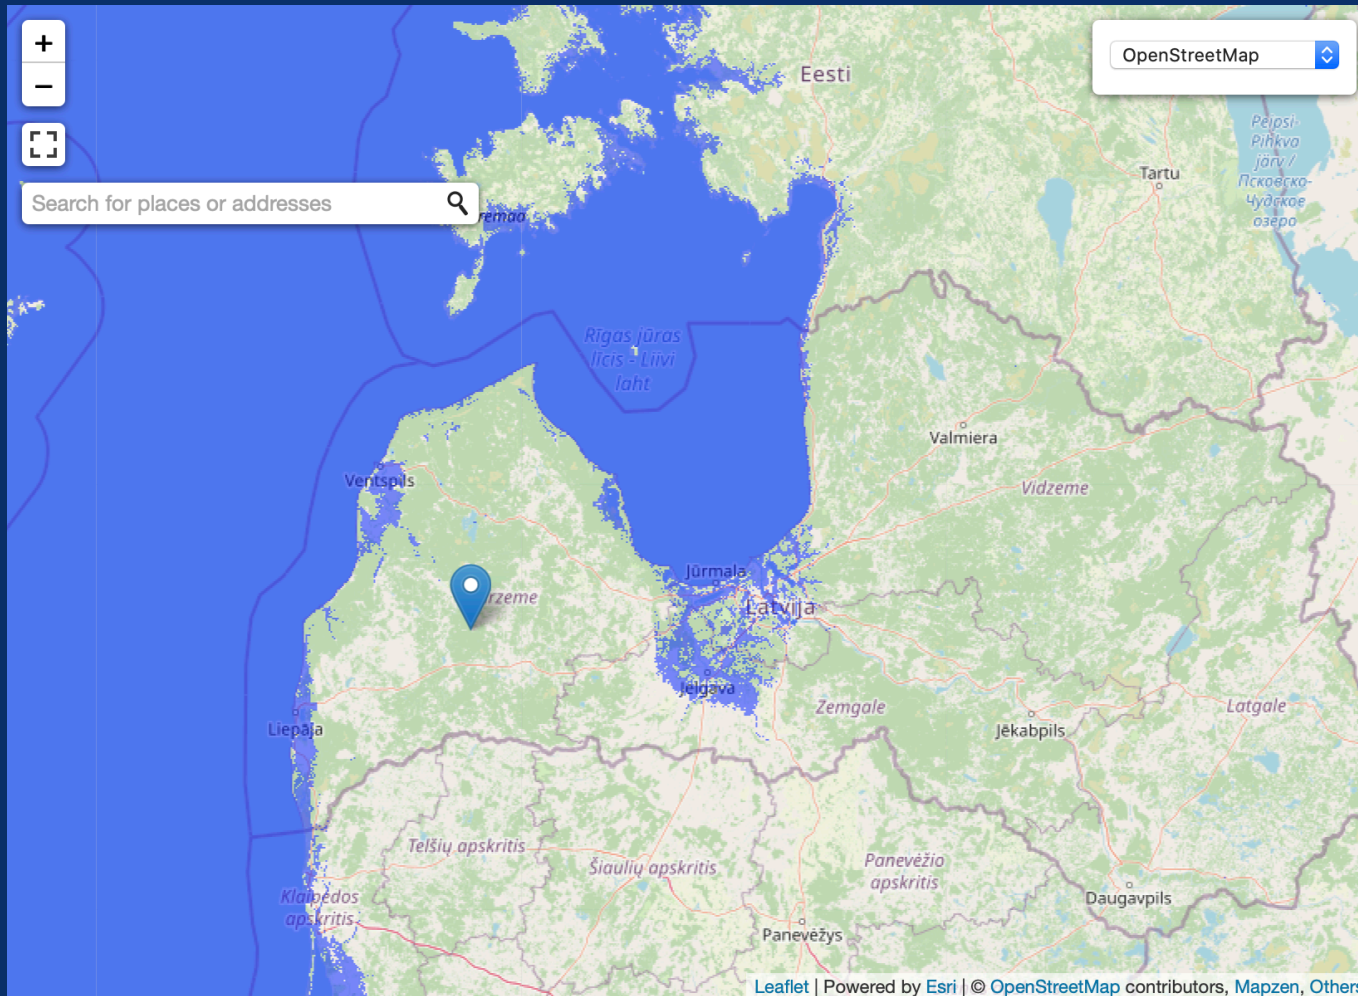 +
OpenStreetMap
Eesti
−
Peipsi-
Pihkva
järv /
Псковско-
Чудское
озеро
Tartu
Search for places or addresses
remaa
Rīgas jūras
līcis - Liivi
laht
Valmiera
Ventspils
Vidzeme
Jūrmala
rzeme
Latvija
Jelgava
Zemgale
Latgale
Liepāja
Jēkabpils
Telšių apskritis
Šiaulių apskritis
Panevėžio
apskritis
Klaipėdos
apskritis
Daugavpils
Panevėžys
Leaflet | Powered by Esri | © OpenStreetMap contributors, Mapzen, Others